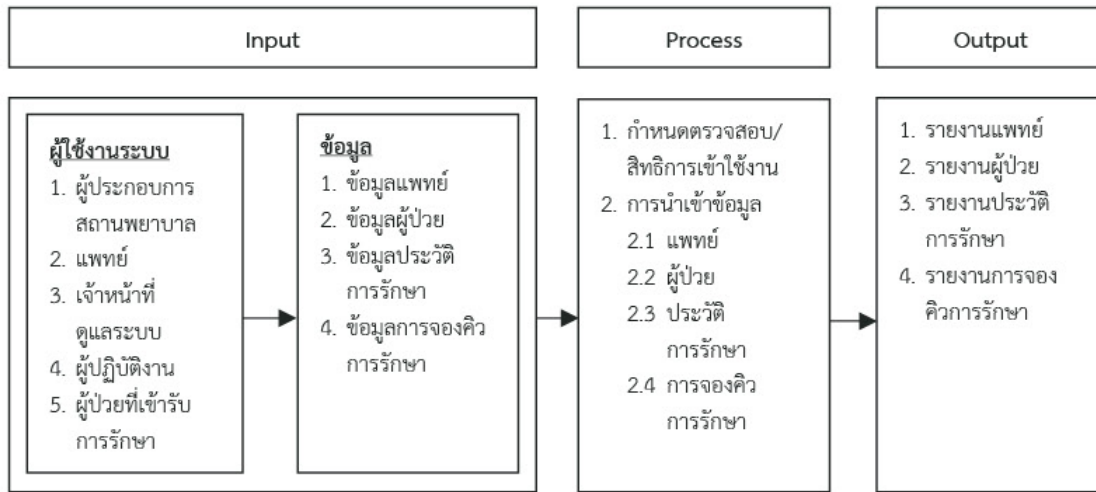 Input
Process
Output
ผู้ใช้งานระบบ
1. ผู้ประกอบการ
สถานพยาบาล
2. แพทย์
3. เจ้าหน้าที่
ดูแลระบบ
4. ผู้ปฏิบัติงาน
5. ผู้ป่วยที่เข้ารับ
การรักษา
ข้อมูล
1. ข้อมูลแพทย์
2. ข้อมูลผู้ป่วย
3. ข้อมูลประวัติ
การรักษา
4. ข้อมูลการจองคิว
การรักษา
1. กำหนดตรวจสอบ/
สิทธิการเข้าใช้งาน
2. การนำเข้าข้อมูล
2.1 แพทย์
2.2 ผู้ป่วย
2.3 ประวัติ
การรักษา
2.4 การจองคิว
การรักษา
1. รายงานแพทย์
2. รายงานผู้ป่วย
3. รายงานประวัติ
การรักษา
4. รายงานการจอง
คิวการรักษา